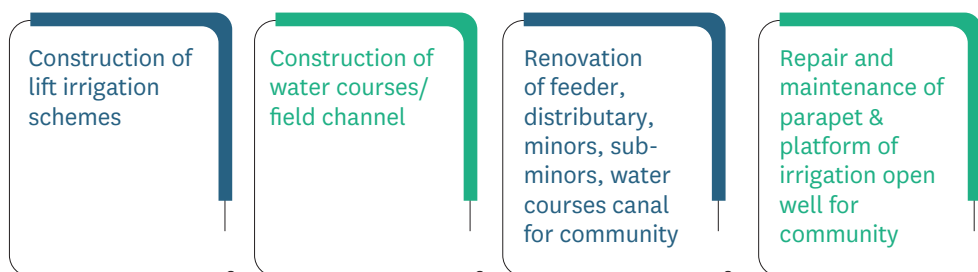 Construction of
lift irrigation
schemes
Construction of
water courses/
field channel
Renovation
of feeder,
distributary,
minors, sub-
minors, water
courses canal
for community
Repair and
maintenance of
parapet &
platform of
irrigation open
well for
community